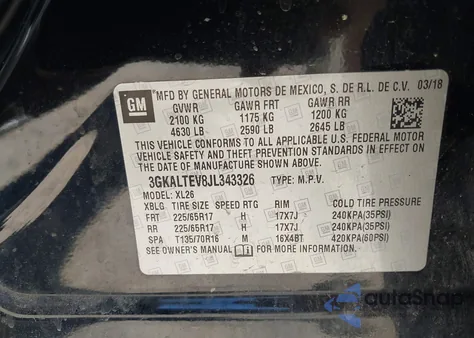 GM
MFD BY GENERAL MOTORS DE MEXICO, S. DE R.L. DE C.V. 03/18
GVWR GAWR FRT GAWR RR
2100 KG 1175 KG 1200 KG
4630 LB 2590 LB 2645 LB
THIS VEHICLE CONFORMS TO ALL APPLICABLE U.S. FEDERAL MOTOR
VEHICLE SAFETY AND THEFT PREVENTION STANDARDS IN EFFECT ON
THE DATE OF MANUFACTURE SHOWN ABOVE.
3GKALTEV8JL343326 TYPE: M.P.V.
MODEL: XL26
XBLG TIRE SIZE SPEED RTG RIM COLD TIRE PRESSURE
FRT 225/65R17 H 17X7J 240KPA(35PSI)
RR 225/65R17 H 17X7J 240KPA(35PSI)
SPA T135/70R16 M 16X4BT 420KPA(60PSI)
SEE OWNER'S MANUAL FOR MORE INFORMATION.
autoSnap